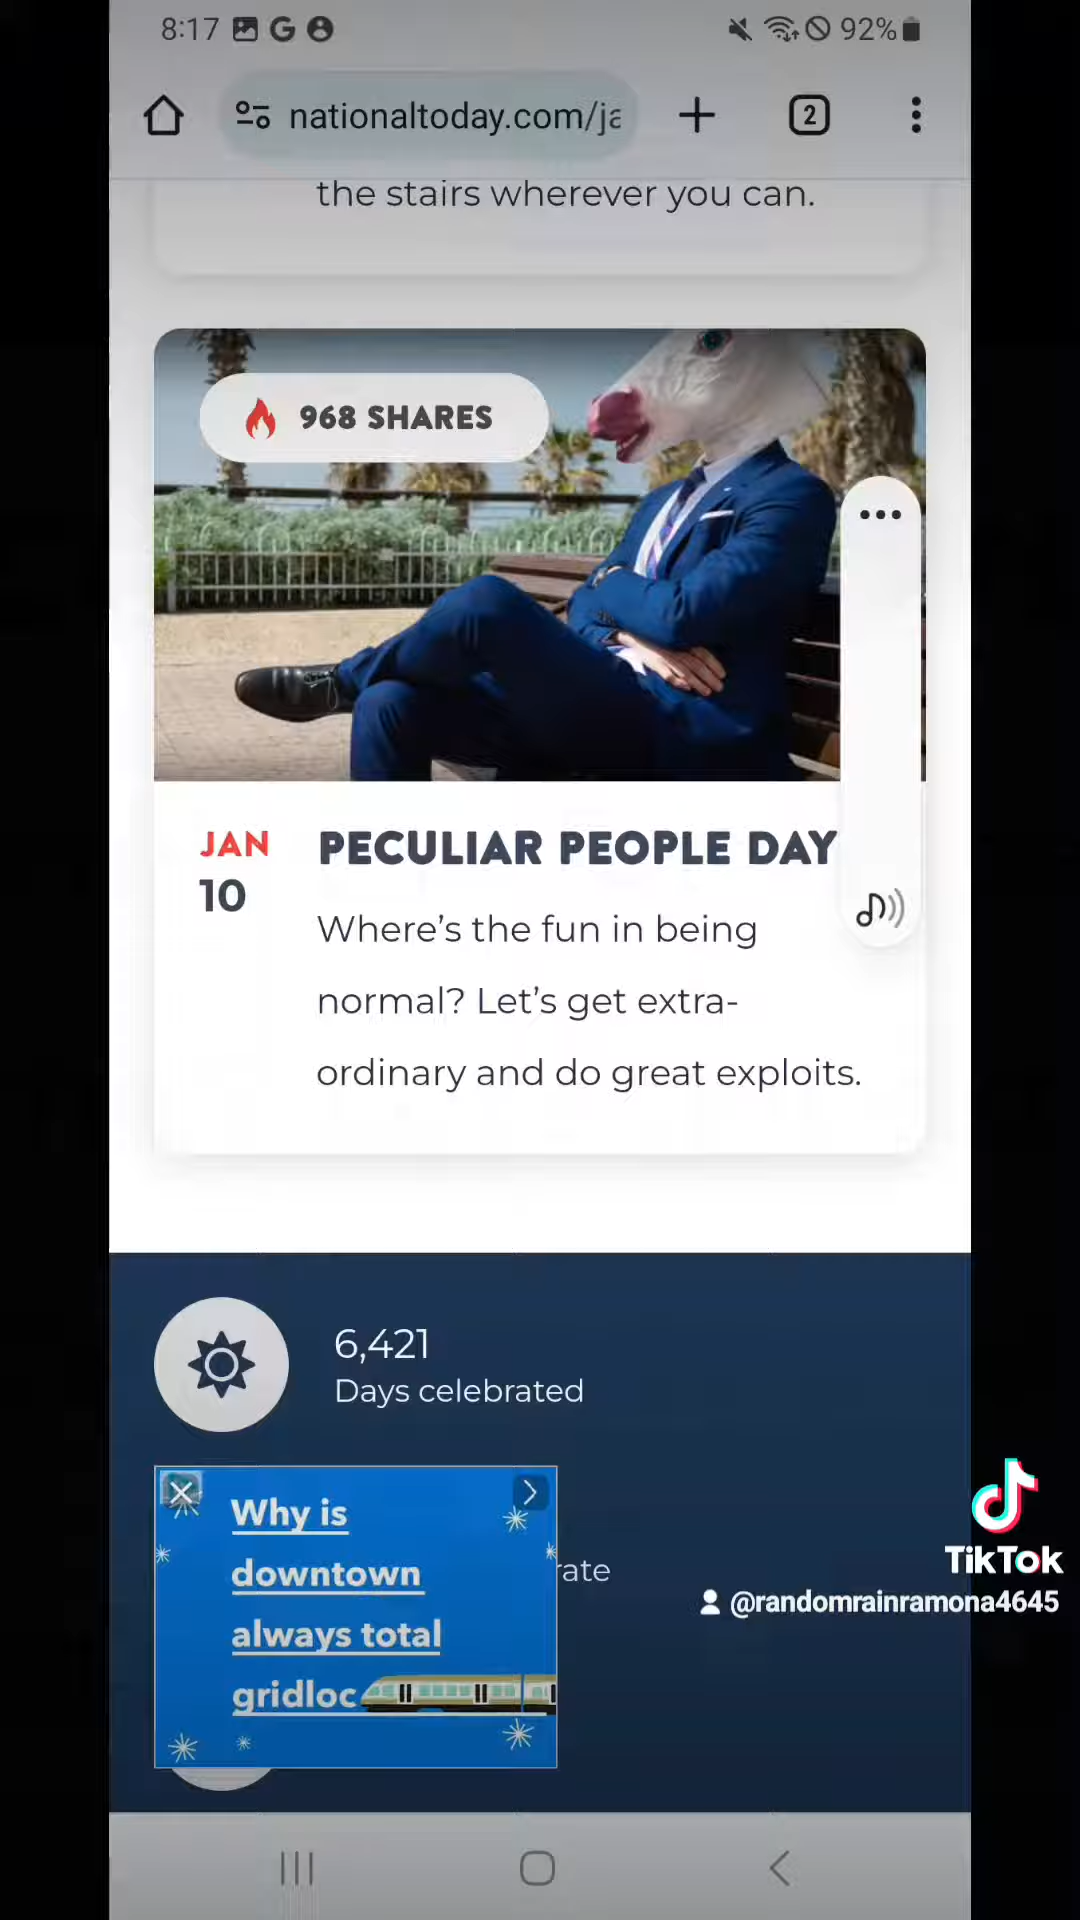 8:17
92%
nationaltoday.com/ja
2
the stairs wherever you can.
968 SHARES
JAN
10
PECULIAR PEOPLE DAY
Where's the fun in being
normal? Let's get extra-
ordinary and do great exploits.
6,421
Days celebrated
Why is
downtown
always total
gridloc
rate
TikTok
@randomrainramona4645